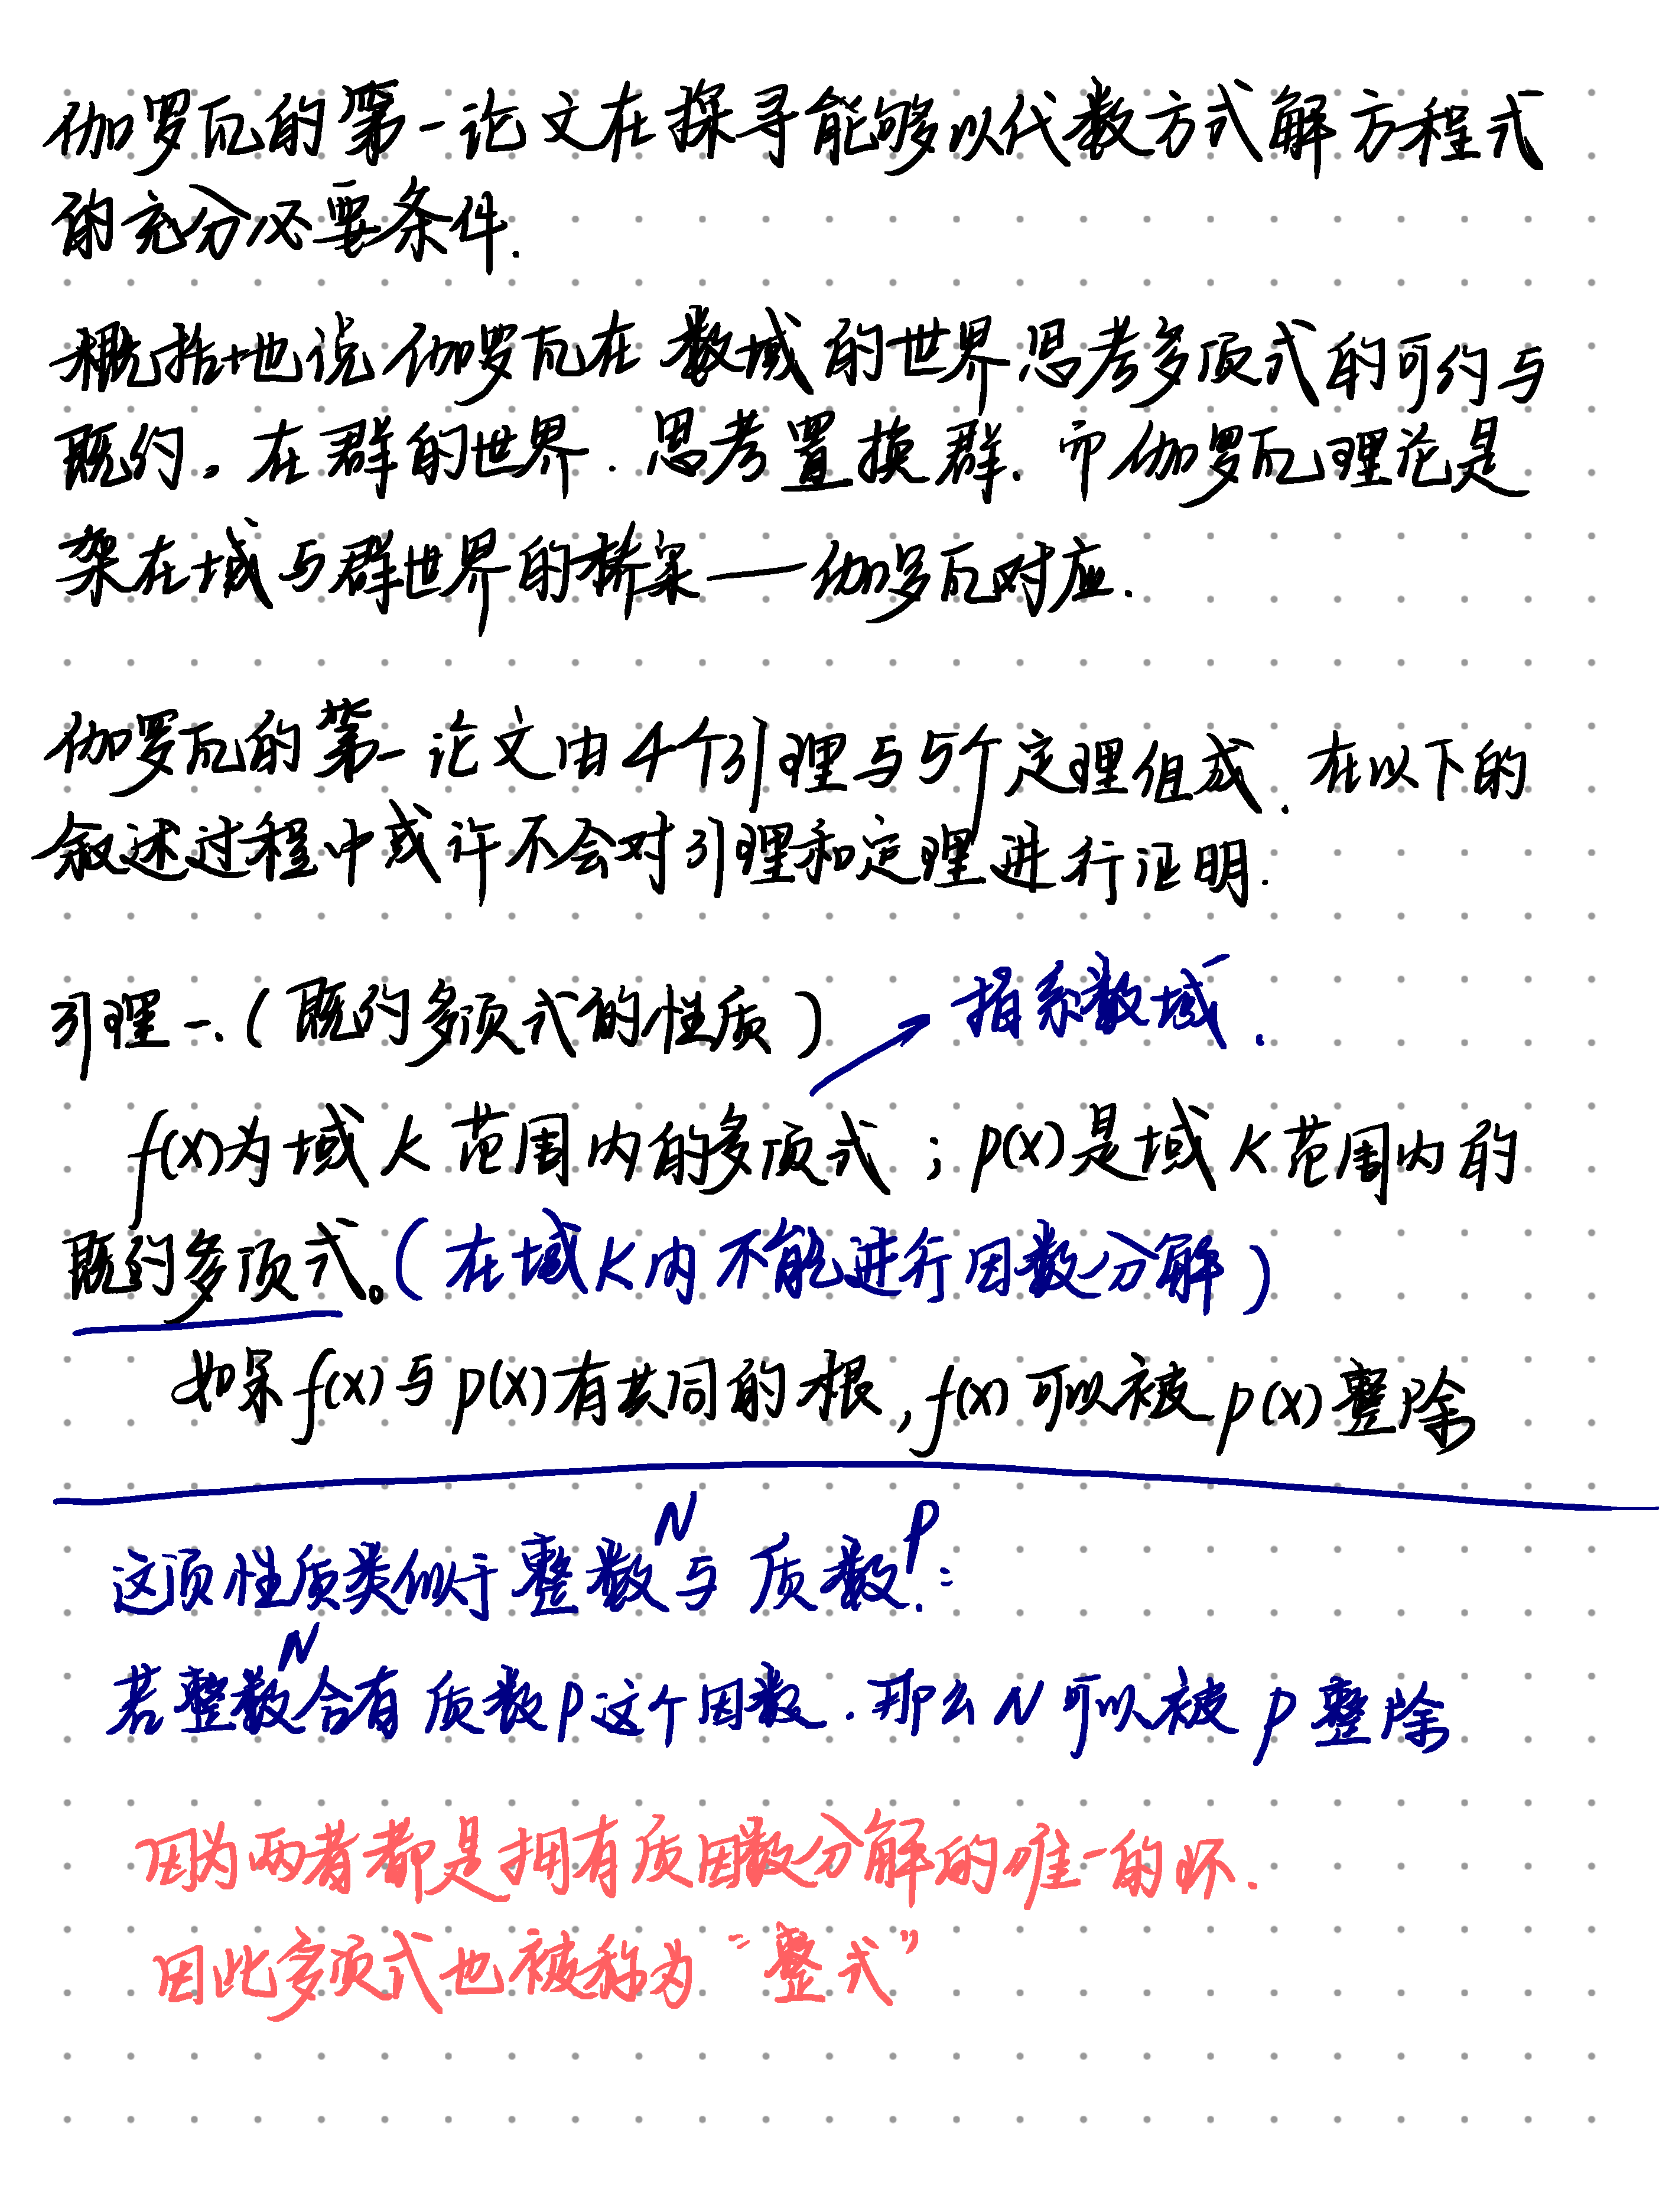 伽罗瓦的第一论文在探寻能够以代数方式解方程式
的充分必要条件.
概括地说伽罗瓦在数域的世界思考多项式的可约与
既约。在群的世界.思考置换群.而伽罗瓦理论是
架在域与群世界的桥梁——伽罗瓦对应.
伽罗瓦的第一论文由4个引理与5个定理组成.在以下的
叙述过程中或许不会对引理和定理进行证明.
引理一.(既约多项式的性质) 指系数域.
f(x)为域K范围内的多项式;p(x)是域K范围内的
既约多项式。(在域K内不能进行因数分解)
如果f(x)与p(x)有共同的根,f(x)可以被p(x)整除
这项性质类似于整数N与质数P:
若整数N含有质数P这个因数.那么N可以被P整除
因为两者都是拥有质因数分解的唯一的环.
因此多项式也被称为“整式”